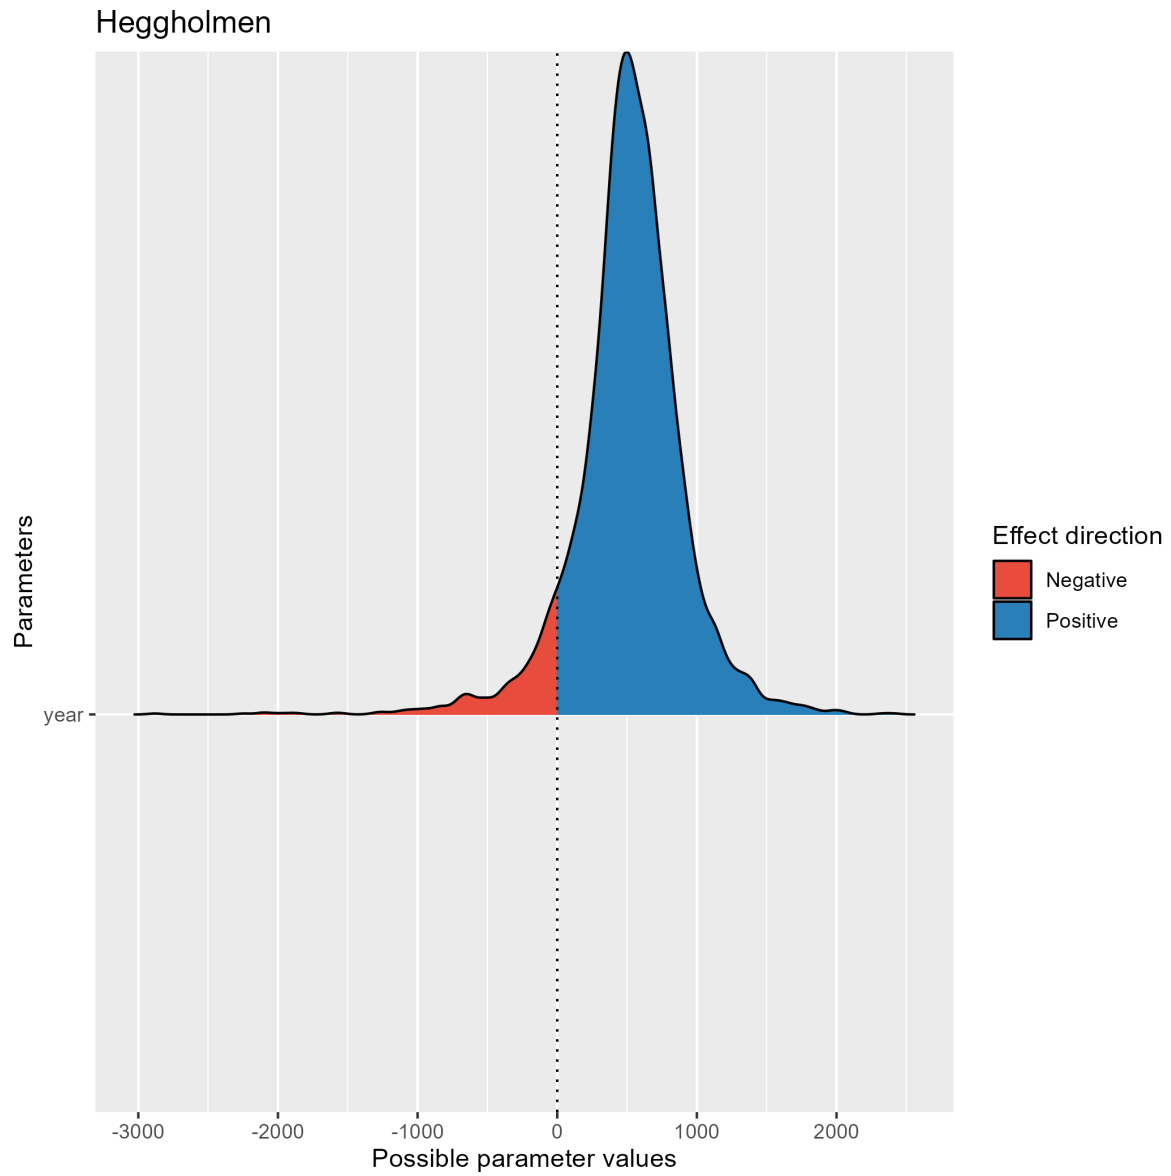 Heggholmen
Parameters
year
-3000 -2000 -1000 0 1000 2000
Possible parameter values
Effect direction
Negative
Positive